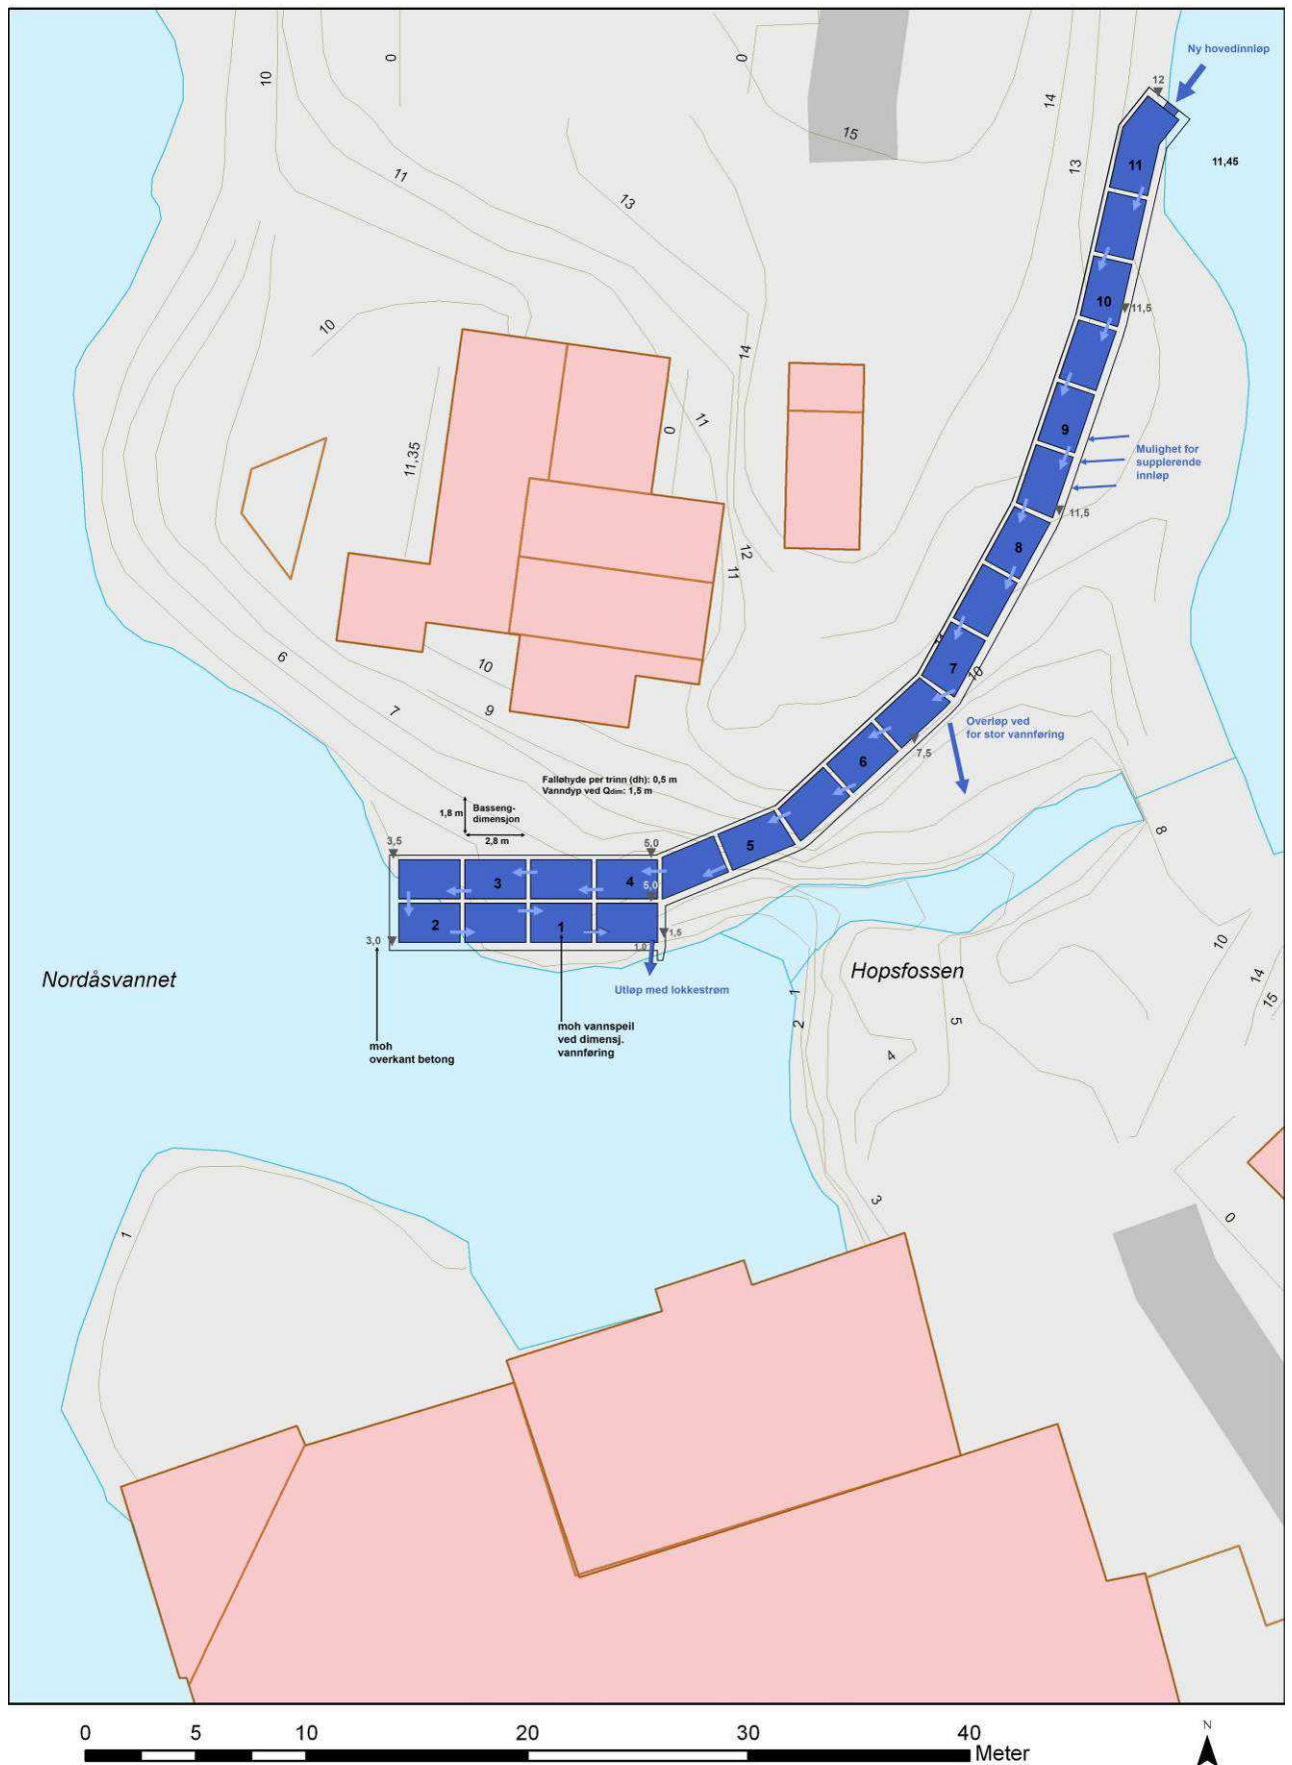 Ny hovedinnløp
12
11,45
0
10
0
14
15
13
11
11
13
10
10
11,5
14
11
0
11,35
9
Mulighet for
supplerende
innløp
11,5
12
11
8
6
10
7
10
7
9
Overløp ved
for stor vannføring
6
7,5
Falløhyde per trinn (dh): 0,5 m
Vanndyp ved Qdim: 1,5 m
1,8 m
Basseng-
dimensjon
2,8 m
8
3,5
5,0
5
3
4
5,0
2
1
1,5
3,0
1,0
10
Nordåsvannet
Hopsfossen
Utløp med lokkestrøm
14
15
1
2
5
moh vannspeil
ved dimensj.
vannføring
moh
overkant betong
4
3
1
0
0
5
10
20
30
40
Meter
N